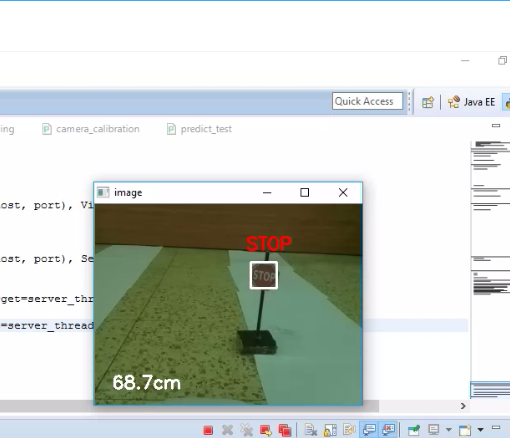 Quick Access
Java EE
ing
camera_calibration
predict_test
image
ost, port), Vi
STOP
STOP
ost, port), Se
get=server_thr
=server_thread
68.7cm